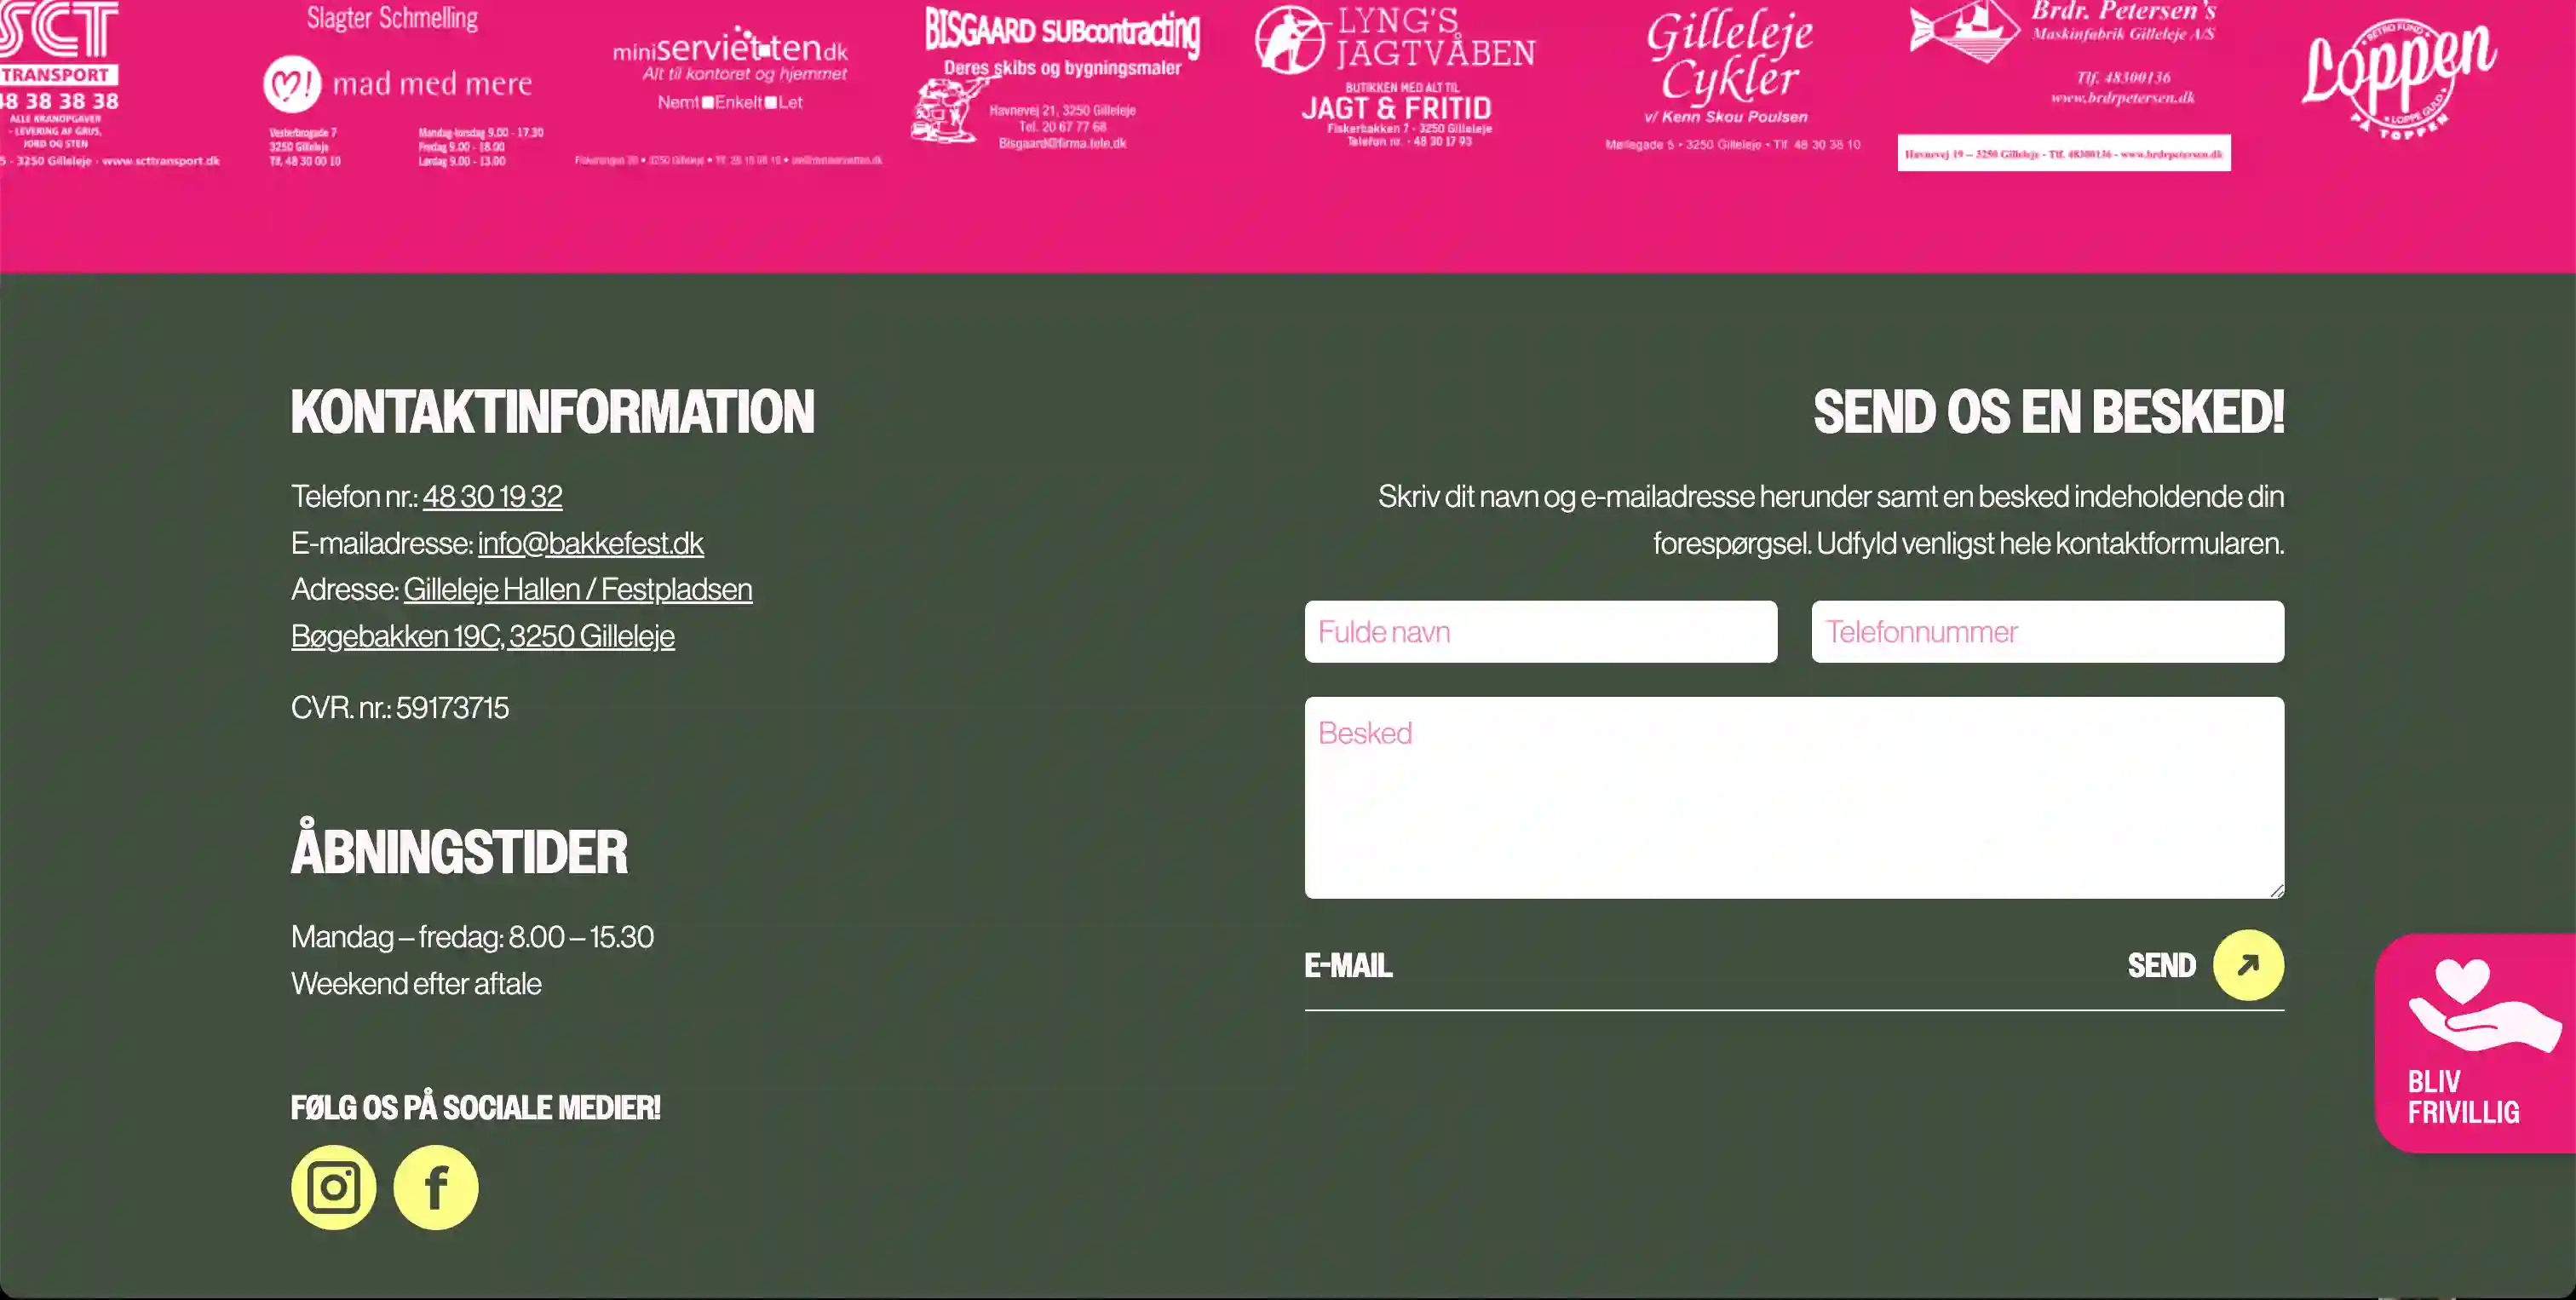 SCT
TRANSPORT
48 38 38 38
ALLE KRANOPGAVER
- LEVERING AF GRUS,
JORD OG STEN
5 - 3250 Gilleleje - www.scttransport.dk
Slagter Schmelling
mad med mere
Vesterbrogade 7
3250 Gilleleje
Tlf. 48 30 00 10
Mandag-torsdag 9.00 - 17.30
Fredag 9.00 - 18.00
Lørdag 9.00 - 13.00
miniservietten.dk
Alt til kontoret og hjemmet
Nemt Enkelt Let
BISGAARD SUBcontracting
Deres skibs og bygningsmaler
Havnevej 21, 3250 Gilleleje
Tel. 20 67 77 68
Bisgaard@firma.tele.dk
LYNG'S
JAGTVÅBEN
BUTIKKEN MED ALT TIL
JAGT & FRITID
Fiskerbakken 7 - 3250 Gilleleje
Telefon nr. - 48 30 17 93
Gilleleje
Cykler
v/ Kenn Skou Poulsen
Møllegade 5 • 3250 Gilleleje • Tlf. 48 30 38 10
Brdr. Petersen's
Maskinfabrik Gilleleje A/S
Tlf. 48300136
www.brdrpetersen.dk
Havnevej 19 – 3250 Gilleleje - Tlf. 48300136 - www.brdrpetersen.dk
RETRO FUND
Loppen
LOPPE GULD
PÅ TOPPEN
KONTAKTINFORMATION
Telefon nr.: 48 30 19 32
E-mailadresse: info@bakkefest.dk
Adresse: Gilleleje Hallen / Festpladsen
Bøgebakken 19C, 3250 Gilleleje
CVR. nr.: 59173715
ÅBNINGSTIDER
Mandag – fredag: 8.00 – 15.30
Weekend efter aftale
FØLG OS PÅ SOCIALE MEDIER!
SEND OS EN BESKED!
Skriv dit navn og e-mailadresse herunder samt en besked indeholdende din
forespørgsel. Udfyld venligst hele kontaktformularen.
Fulde navn
Telefonnummer
Besked
E-MAIL
SEND
BLIV
FRIVILLIG